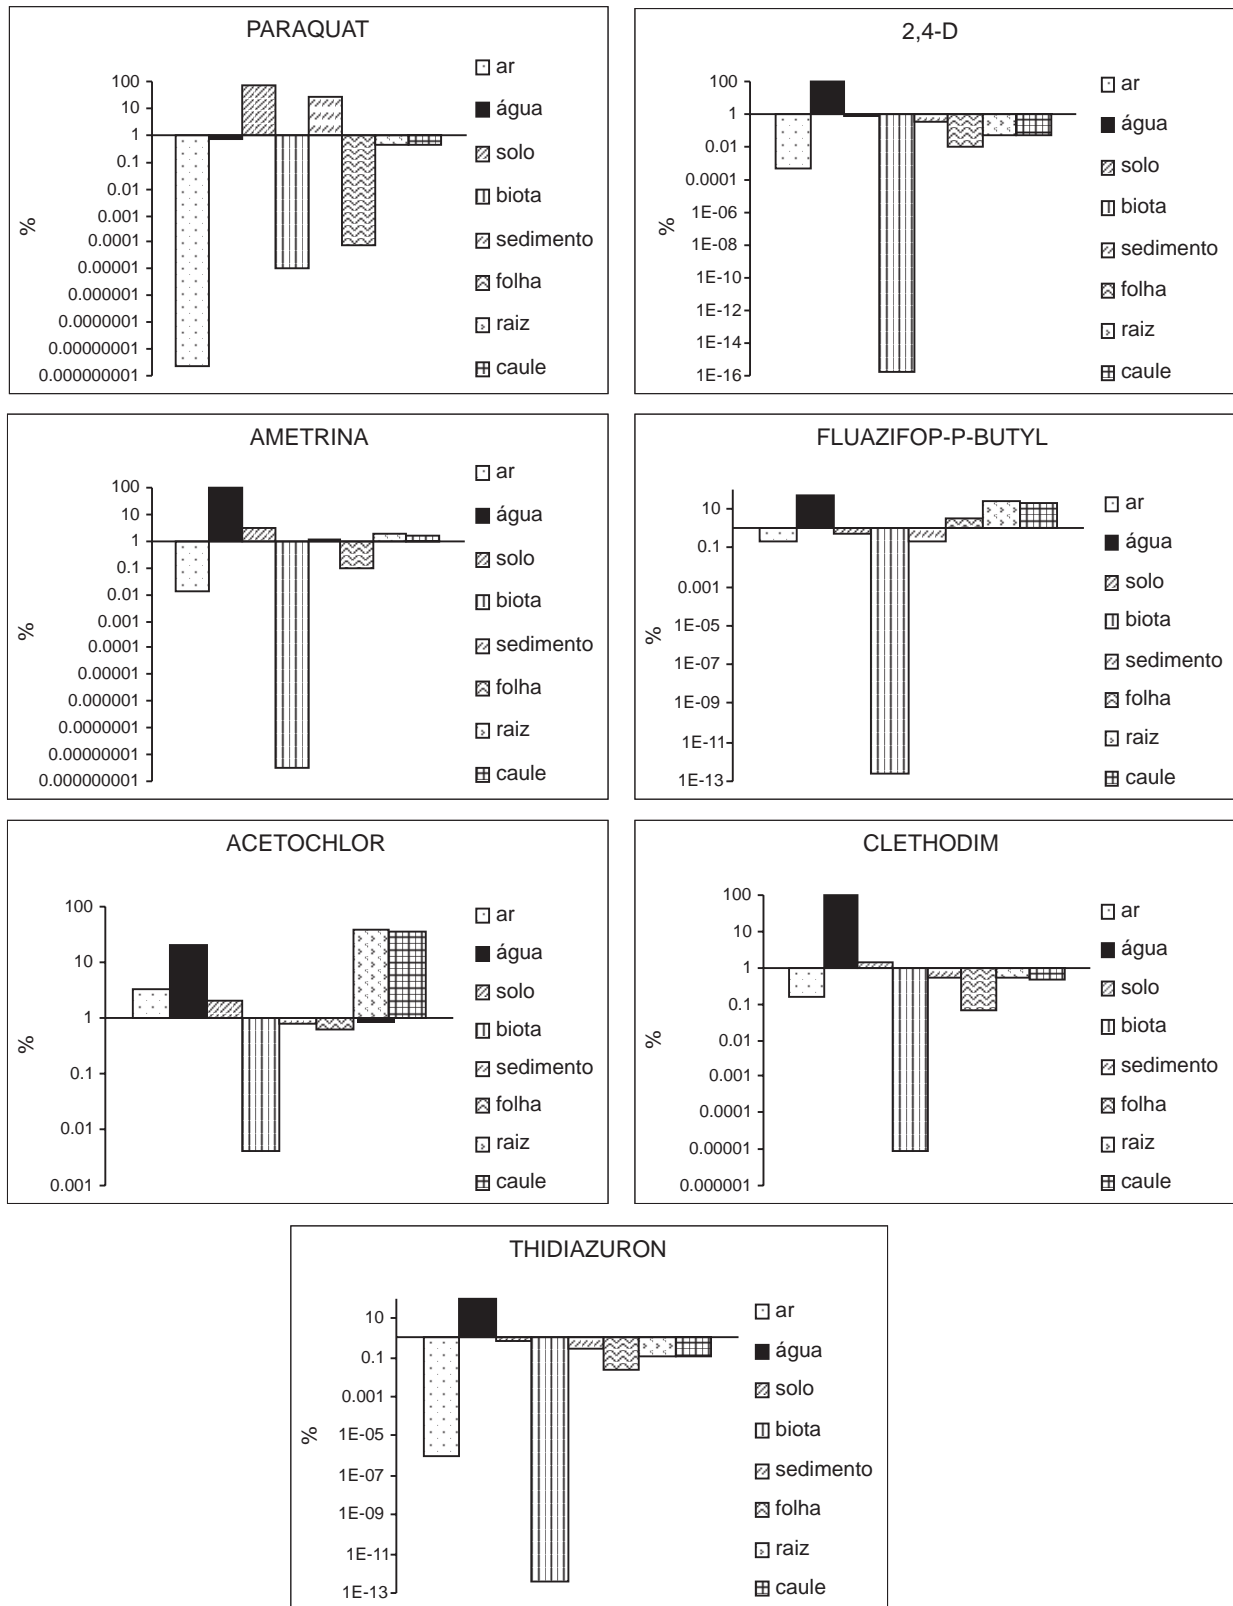 PARAQUAT
100
10
1
0.1
0.01
0.001
0.0001
0.00001
0.000001
0.0000001
0.00000001
0.000000001
%
ar
água
solo
biota
sedimento
folha
raiz
caule
2,4-D
100
1
0.01
0.0001
1E-06
1E-08
1E-10
1E-12
1E-14
1E-16
%
ar
água
solo
biota
sedimento
folha
raiz
caule
AMETRINA
100
10
1
0.1
0.01
0.001
0.0001
0.00001
0.000001
0.0000001
0.00000001
0.000000001
%
ar
água
solo
biota
sedimento
folha
raiz
caule
FLUAZIFOP-P-BUTYL
10
0.1
0.001
1E-05
1E-07
1E-09
1E-11
1E-13
%
ar
água
solo
biota
sedimento
folha
raiz
caule
ACETOCHLOR
100
10
1
0.1
0.01
0.001
%
ar
água
solo
biota
sedimento
folha
raiz
caule
CLETHODIM
100
10
1
0.1
0.01
0.001
0.0001
0.00001
0.000001
%
ar
água
solo
biota
sedimento
folha
raiz
caule
THIDIAZURON
10
0.1
0.001
1E-05
1E-07
1E-09
1E-11
1E-13
%
ar
água
solo
biota
sedimento
folha
raiz
caule